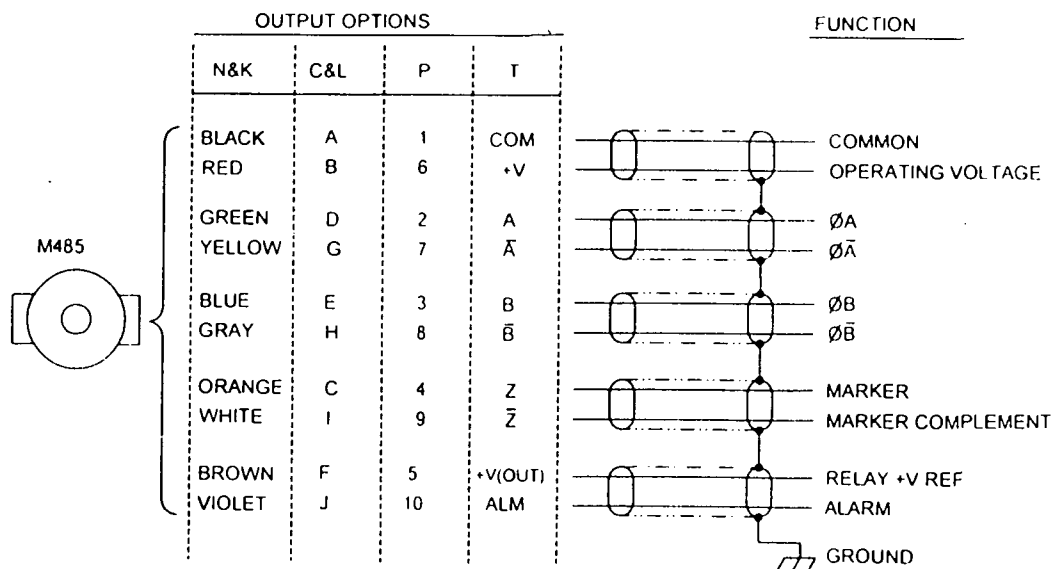 OUTPUT OPTIONS FUNCTION
N&K C&L P T
BLACK A 1 COM COMMON
RED B 6 +V OPERATING VOLTAGE
GREEN D 2 A ØA
YELLOW G 7 A̅ ØA̅
M485
BLUE E 3 B ØB
GRAY H 8 B̅ ØB̅
ORANGE C 4 Z MARKER
WHITE I 9 Z̅ MARKER COMPLEMENT
BROWN F 5 +V(OUT) RELAY +V REF
VIOLET J 10 ALM ALARM
GROUND